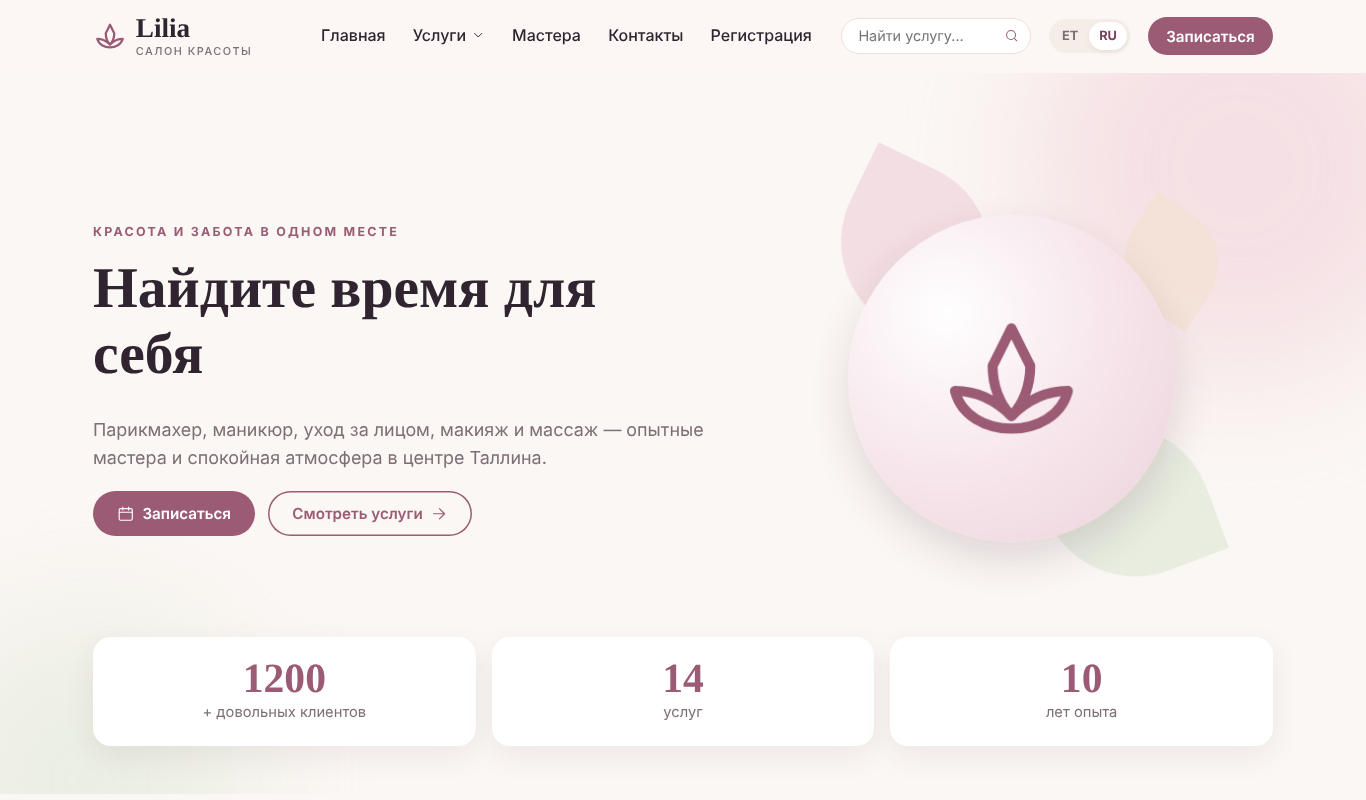 Lilia
САЛОН КРАСОТЫ
Главная
Услуги
Мастера
Контакты
Регистрация
Найти услугу...
ET
RU
Записаться
КРАСОТА И ЗАБОТА В ОДНОМ МЕСТЕ
Найдите время для
себя
Парикмахер, маникюр, уход за лицом, макияж и массаж — опытные
мастера и спокойная атмосфера в центре Таллина.
Записаться
Смотреть услуги
1200
+ довольных клиентов
14
услуг
10
лет опыта